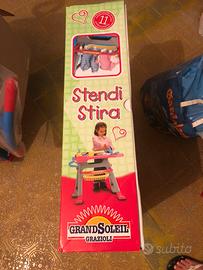 11
Stendi
Stira
GRANDSOLEIL
GRAZIOLI
subito